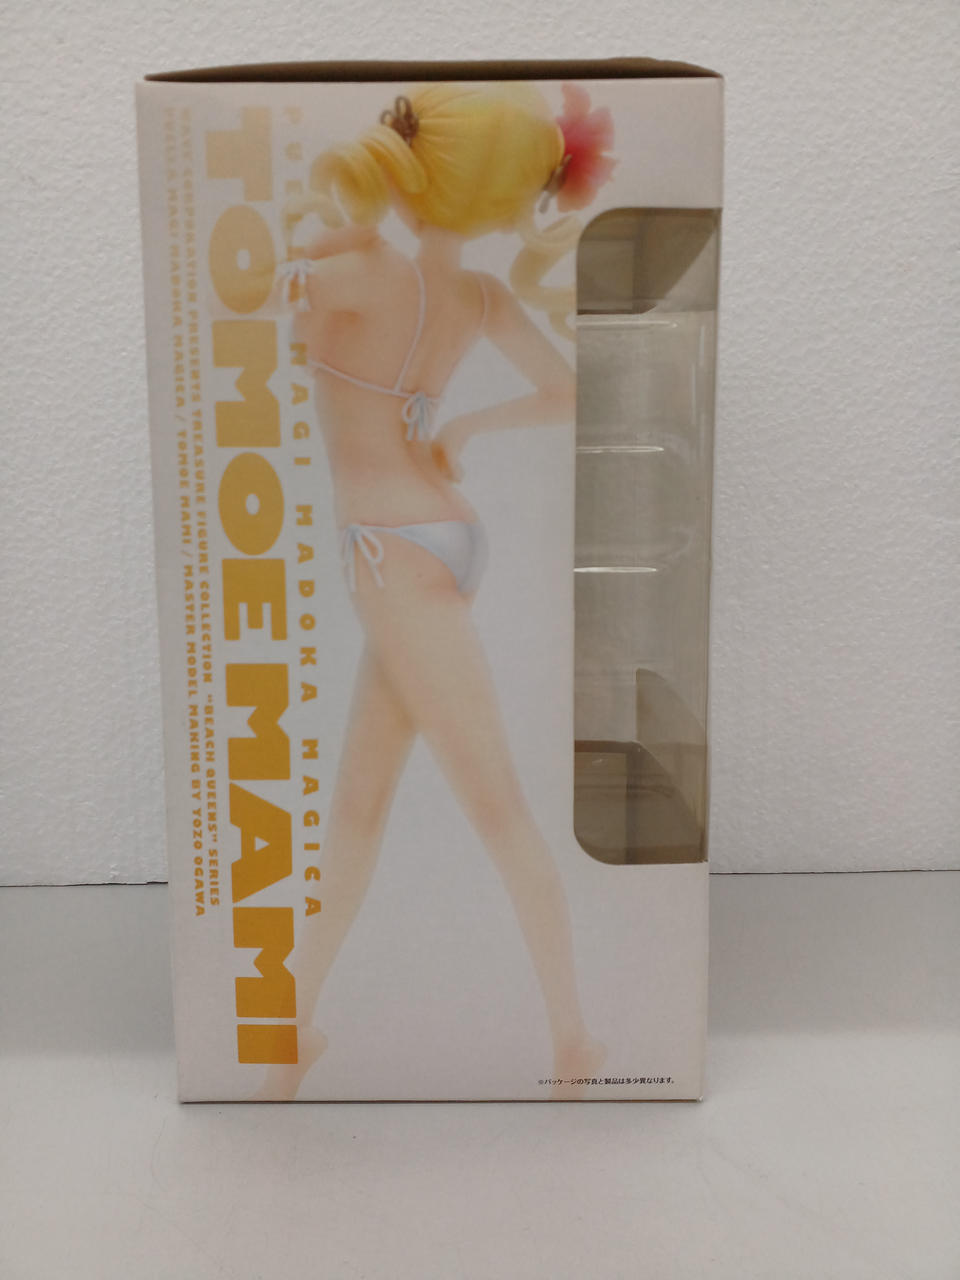 PUELLA MAGI MADOKA MAGICA
TOMOE MAMI
WAVE CORPORATION PRESENTS TREASURE FIGURE COLLECTION "BEACH QUEENS" SERIES
PUELLA MAGI MADOKA MAGICA / TOMOE MAMI / MASTER MODEL MAKING BY YOZO OGAWA
※パッケージの写真と製品は多少異なります。